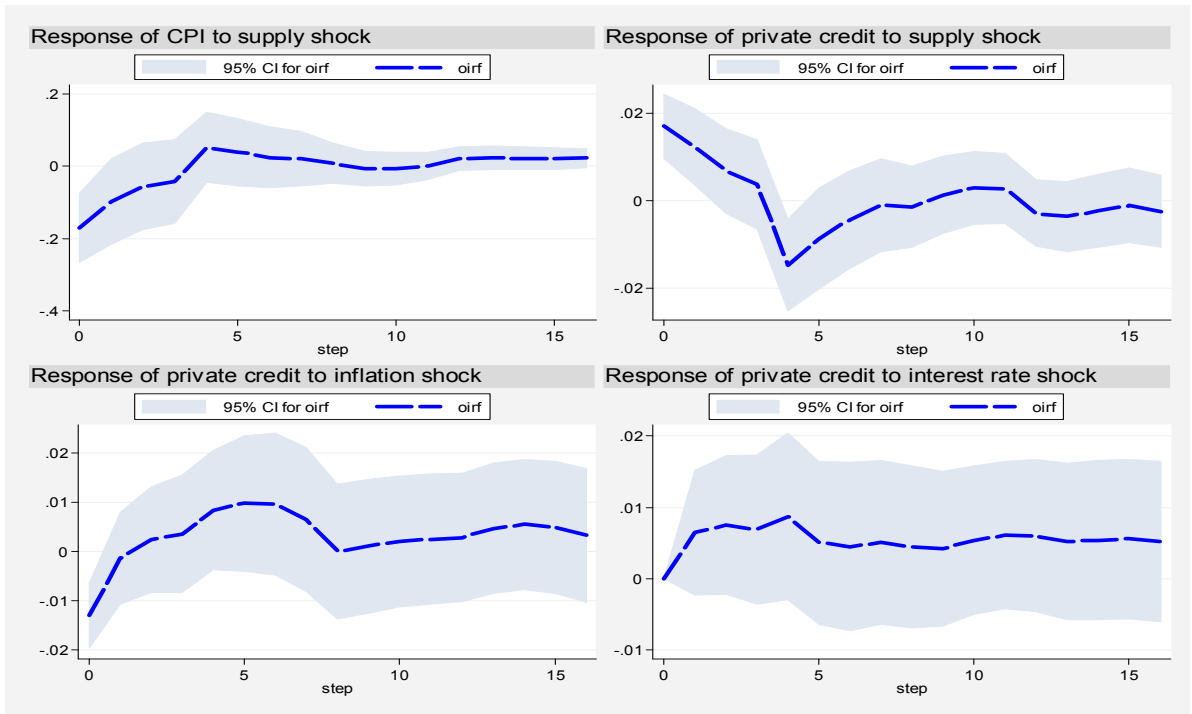 Response of CPI to supply shock
95% CI for oirf oirf
.2
0
-.2
-.4
0 5 10 15
step
Response of private credit to supply shock
95% CI for oirf oirf
.02
0
-.02
0 5 10 15
step
Response of private credit to inflation shock
95% CI for oirf oirf
.02
.01
0
-.01
-.02
0 5 10 15
step
Response of private credit to interest rate shock
95% CI for oirf oirf
.02
.01
0
-.01
0 5 10 15
step